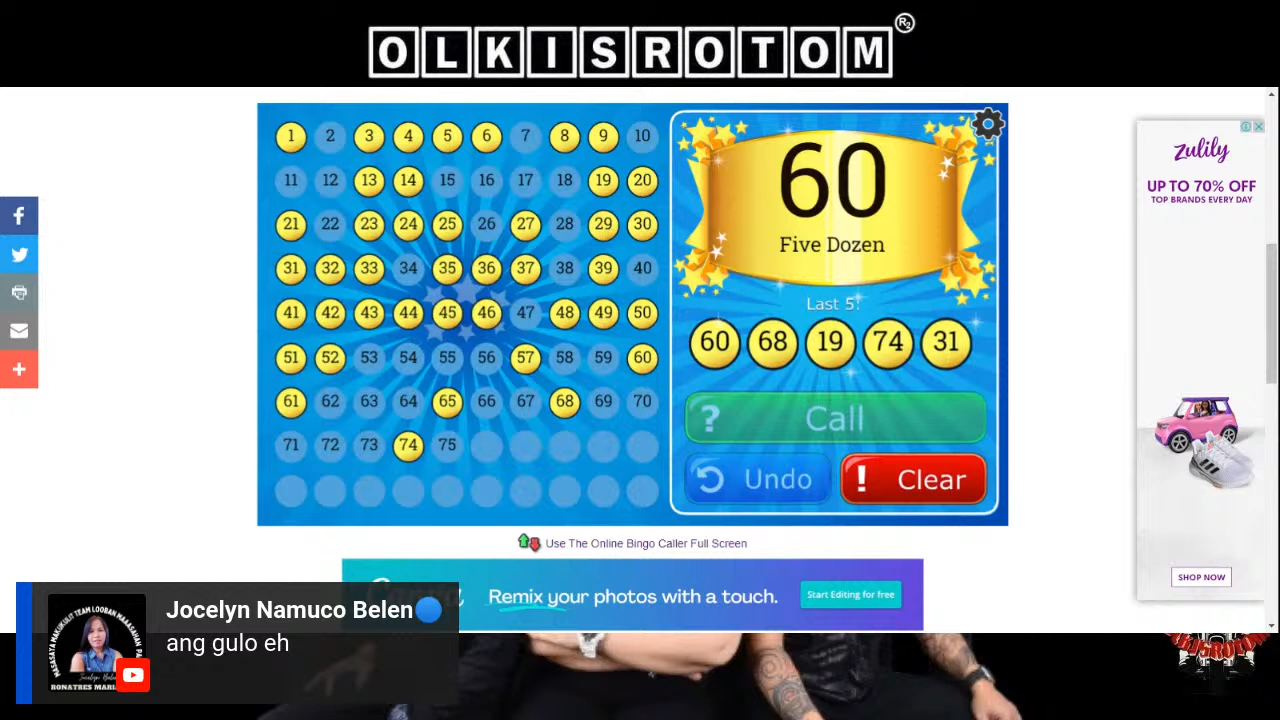 OLKISROTOM R2
1 2 3 4 5 6 7 8 9 10
11 12 13 14 15 16 17 18 19 20
21 22 23 24 25 26 27 28 29 30
31 32 33 34 35 36 37 38 39 40
41 42 43 44 45 46 47 48 49 50
51 52 53 54 55 56 57 58 59 60
61 62 63 64 65 66 67 68 69 70
71 72 73 74 75
60
Five Dozen
Last 5:
60 68 19 74 31
? Call
Undo
! Clear
Use The Online Bingo Caller Full Screen
Remix your photos with a touch.
Start Editing for free
zulily
UP TO 70% OFF
TOP BRANDS EVERY DAY
SHOP NOW
Jocelyn Namuco Belen
ang gulo eh